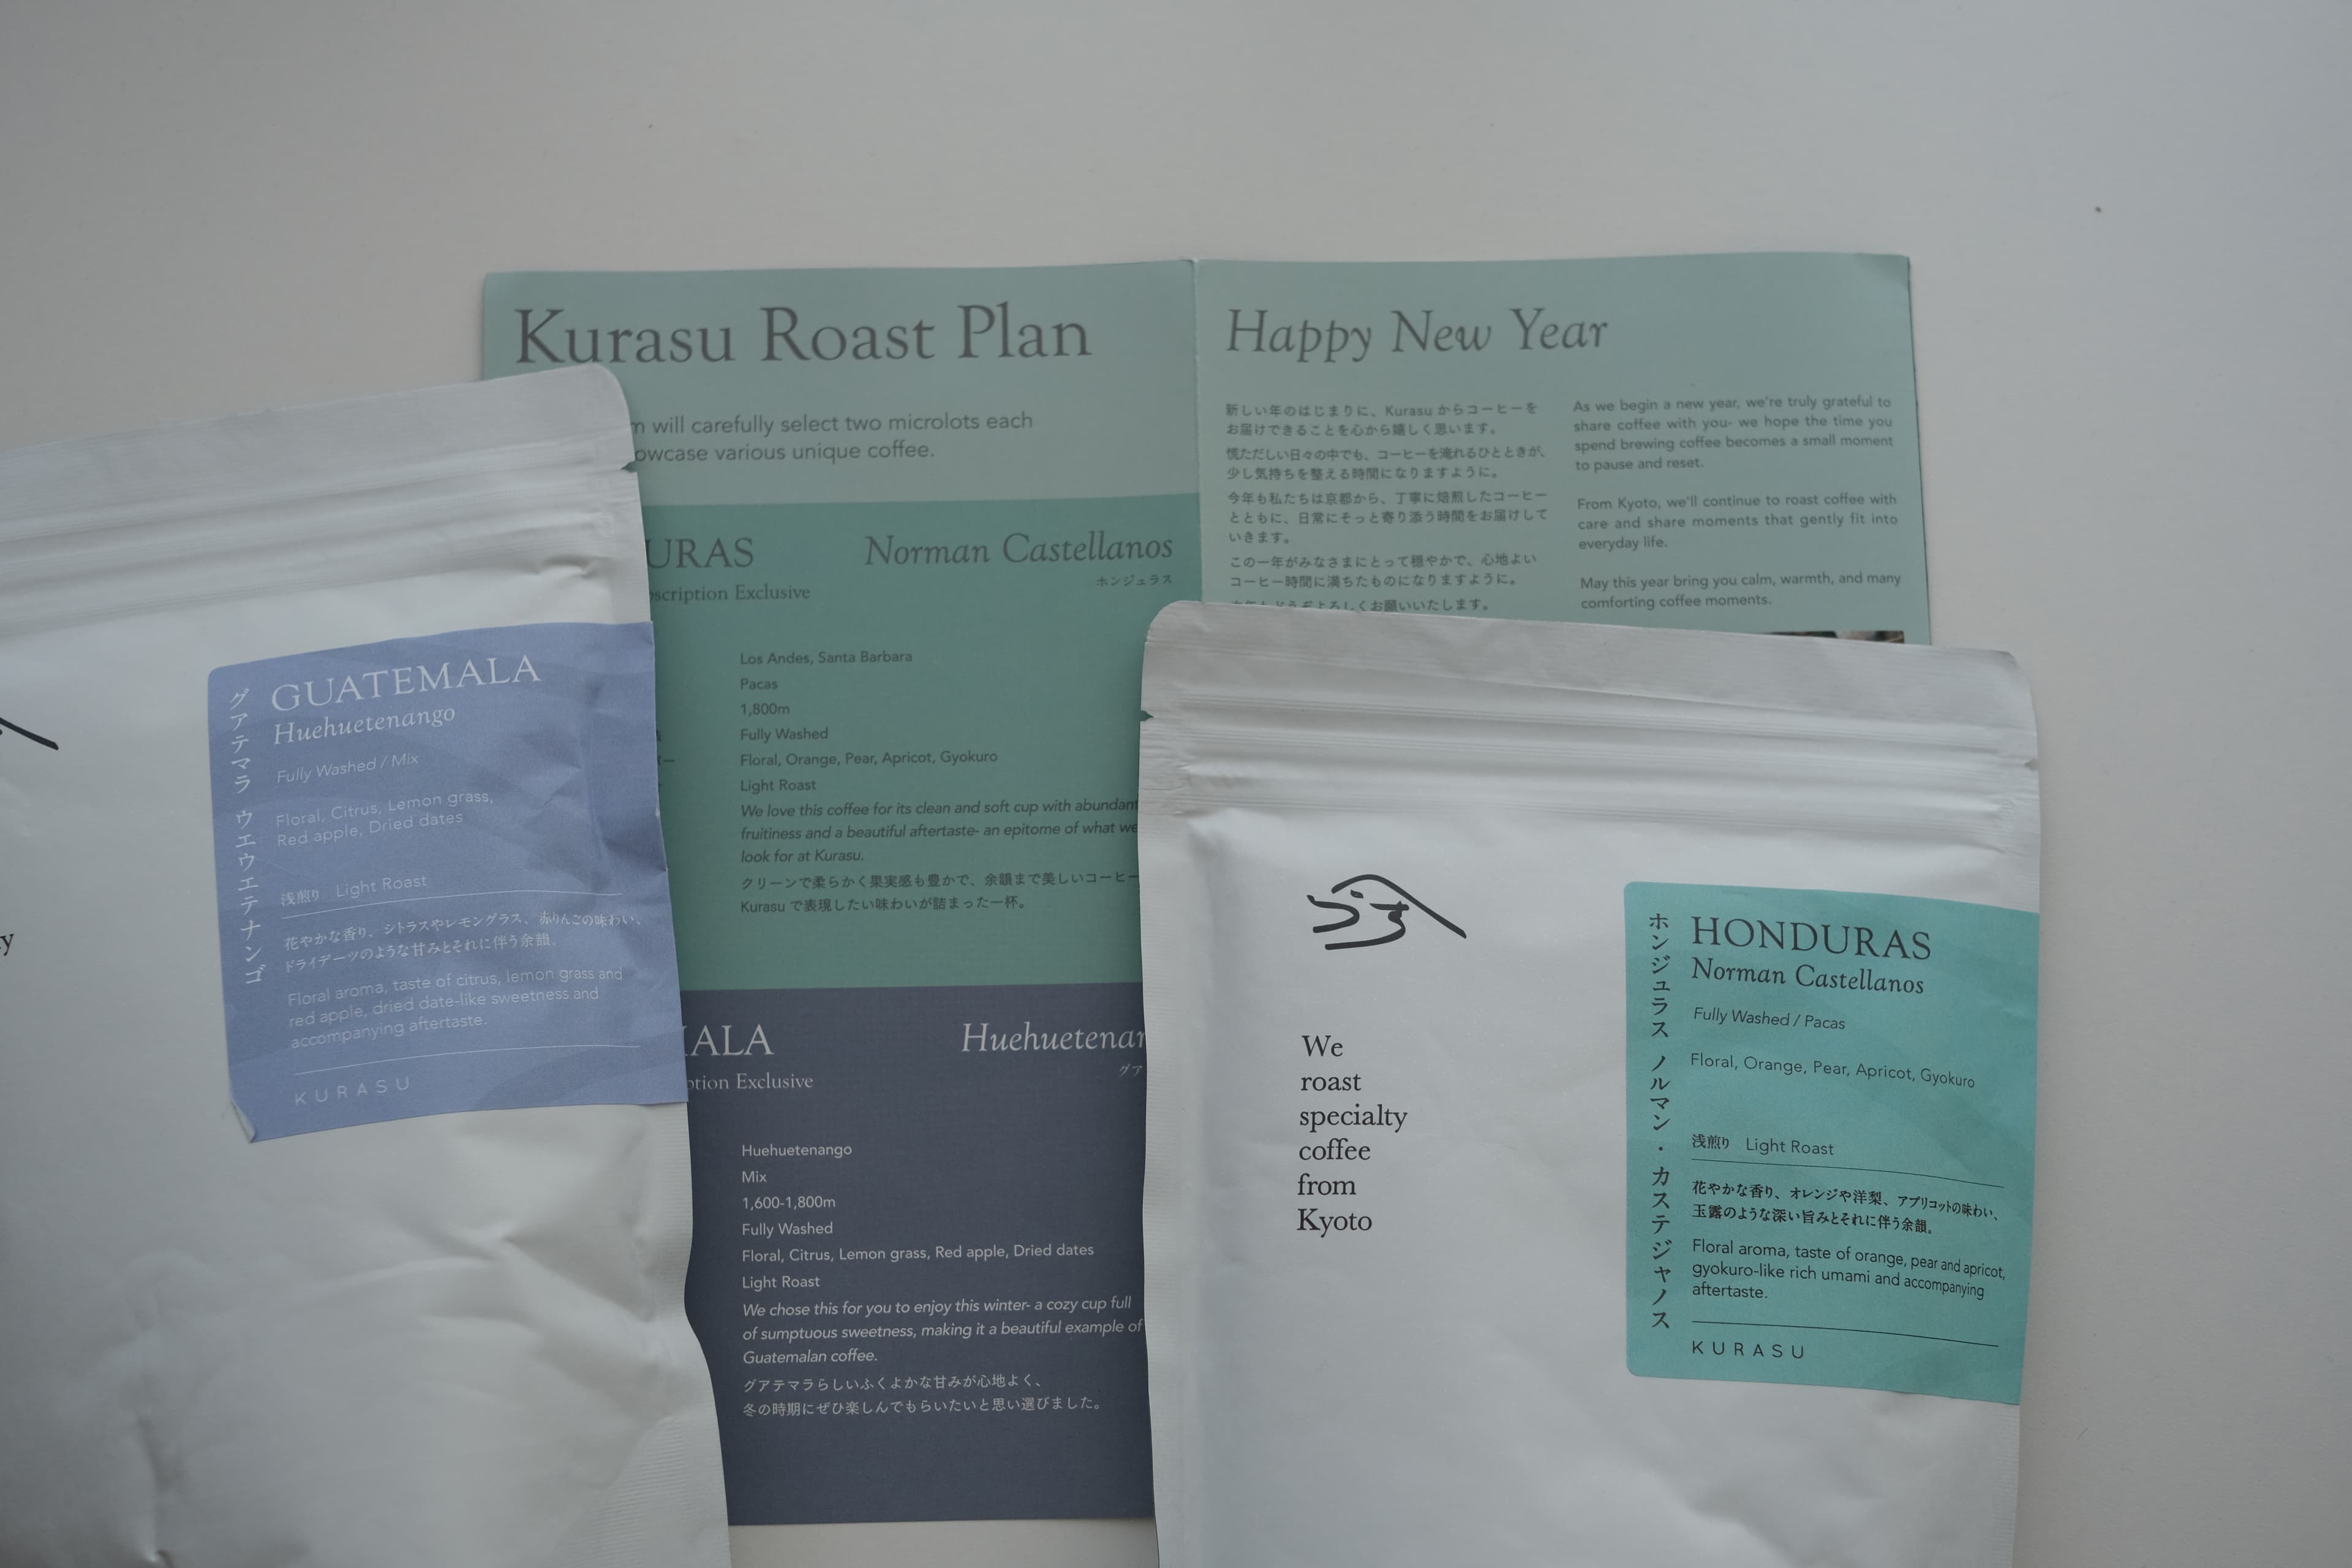 Kurasu Roast Plan
will carefully select two microlots each
various unique coffee.
Norman Castellanos
ホンジュラス
Exclusive
Los Andes, Santa Barbara
Pacas
1,800m
Fully Washed
Floral, Orange, Pear, Apricot, Gyokuro
Light Roast
We love this coffee for its clean and soft cup with abundant
fruitiness and a beautiful aftertaste- an epitome of what we
look for at Kurasu.
クリーンで柔らかく果実感も豊かで、余韻まで美しいコーヒー
Kurasu で表現したい味わいが詰まった一杯。
Exclusive
Huehuetenango
Mix
1,600-1,800m
Fully Washed
Floral, Citrus, Lemon grass, Red apple, Dried dates
Light Roast
We chose this for you to enjoy this winter- a cozy cup full
of sumptuous sweetness, making it a beautiful example of
Guatemalan coffee.
グアテマラらしいふくよかな甘みが心地よく、
冬の時期にぜひ楽しんでもらいたいと思い選びました。
Happy New Year
新しい年のはじまりに、Kurasu からコーヒーを
お届けできることを心から嬉しく思います。
慌ただしい日々の中でも、コーヒーを淹れるひとときが、
少し気持ちを整える時間になりますように。
今年も私たちは京都から、丁寧に焙煎したコーヒー
とともに、日常にそっと寄り添う時間をお届けして
いきます。
この一年がみなさまにとって穏やかで、心地よい
コーヒー時間に満ちたものになりますように。
お願いいたします。
As we begin a new year, we're truly grateful to
share coffee with you- we hope the time you
spend brewing coffee becomes a small moment
to pause and reset.
From Kyoto, we'll continue to roast coffee with
care and share moments that gently fit into
everyday life.
May this year bring you calm, warmth, and many
comforting coffee moments.
グアテマラ ウエウエテナンゴ
GUATEMALA
Huehuetenango
Fully Washed / Mix
Floral, Citrus, Lemon grass,
Red apple, Dried dates
浅煎り Light Roast
花やかな香り、シトラスやレモングラス、赤りんごの味わい、
ドライデーツのような甘みとそれに伴う余韻。
Floral aroma, taste of citrus, lemon grass and
red apple, dried date-like sweetness and
accompanying aftertaste.
KURASU
くらす
We
roast
specialty
coffee
from
Kyoto
ホンジュラス ノルマン・カステジャノス
HONDURAS
Norman Castellanos
Fully Washed / Pacas
Floral, Orange, Pear, Apricot, Gyokuro
浅煎り Light Roast
花やかな香り、オレンジや洋梨、アプリコットの味わい、
玉露のような深い旨みとそれに伴う余韻。
Floral aroma, taste of orange, pear and apricot,
gyokuro-like rich umami and accompanying
aftertaste.
KURASU